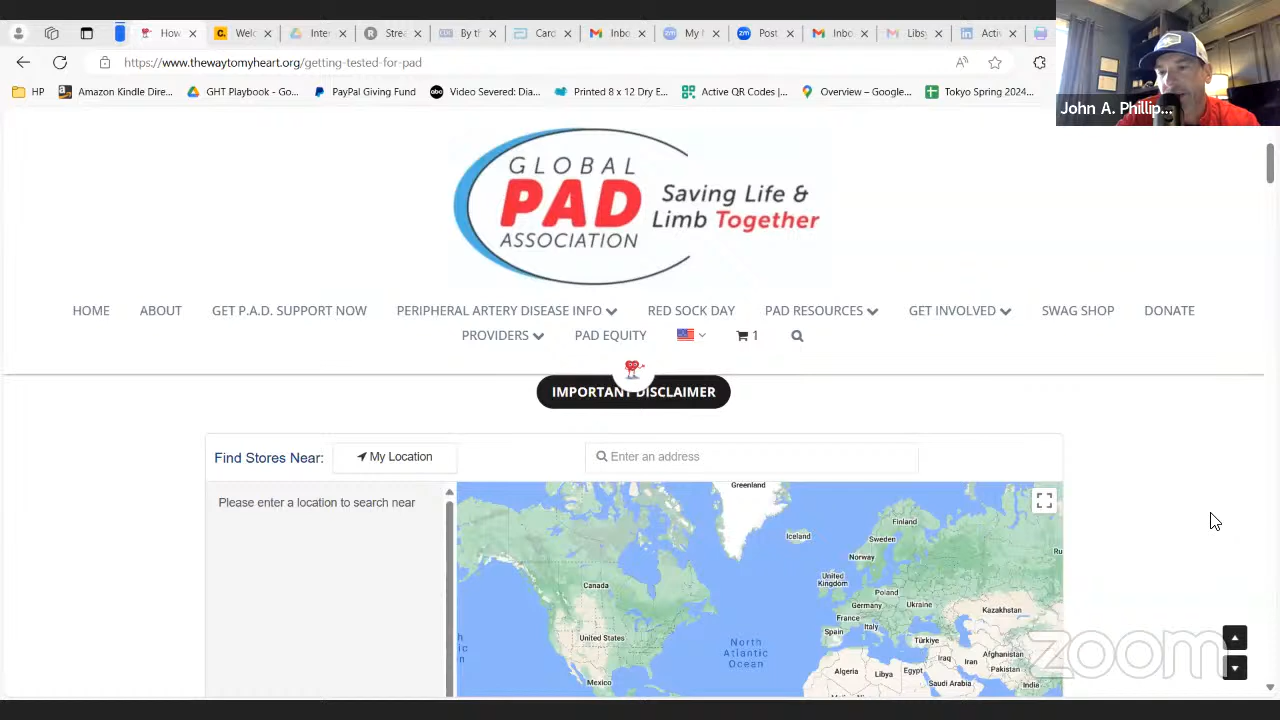 How
Welc
Inter
Strea
By th
Card
Inbo
My
Post
Inbo
Libsy
Activ
https://www.thewaytomyheart.org/getting-tested-for-pad
HP
Amazon Kindle Dire...
GHT Playbook - Go...
PayPal Giving Fund
abc
Video: Severed: Dia...
Printed 8 x 12 Dry E...
Active QR Codes |...
Overview – Google...
Tokyo Spring 2024...
John A. Phillip...
GLOBAL
PAD
ASSOCIATION
Saving Life &
Limb Together
HOME
ABOUT
GET P.A.D. SUPPORT NOW
PERIPHERAL ARTERY DISEASE INFO
RED SOCK DAY
PAD RESOURCES
GET INVOLVED
SWAG SHOP
DONATE
PROVIDERS
PAD EQUITY
1
IMPORTANT DISCLAIMER
Find Stores Near:
My Location
Enter an address
Please enter a location to search near
Greenland
Iceland
Finland
Sweden
Norway
Canada
United
Kingdom
Poland
Germany
Ukraine
France
Kazakhstan
Italy
Spain
Türkiye
United States
North
Atlantic
Ocean
Iraq
Iran
Afghanistan
Algeria
Libya
Egypt
Pakistan
Mexico
Saudi Arabia
India
zoom